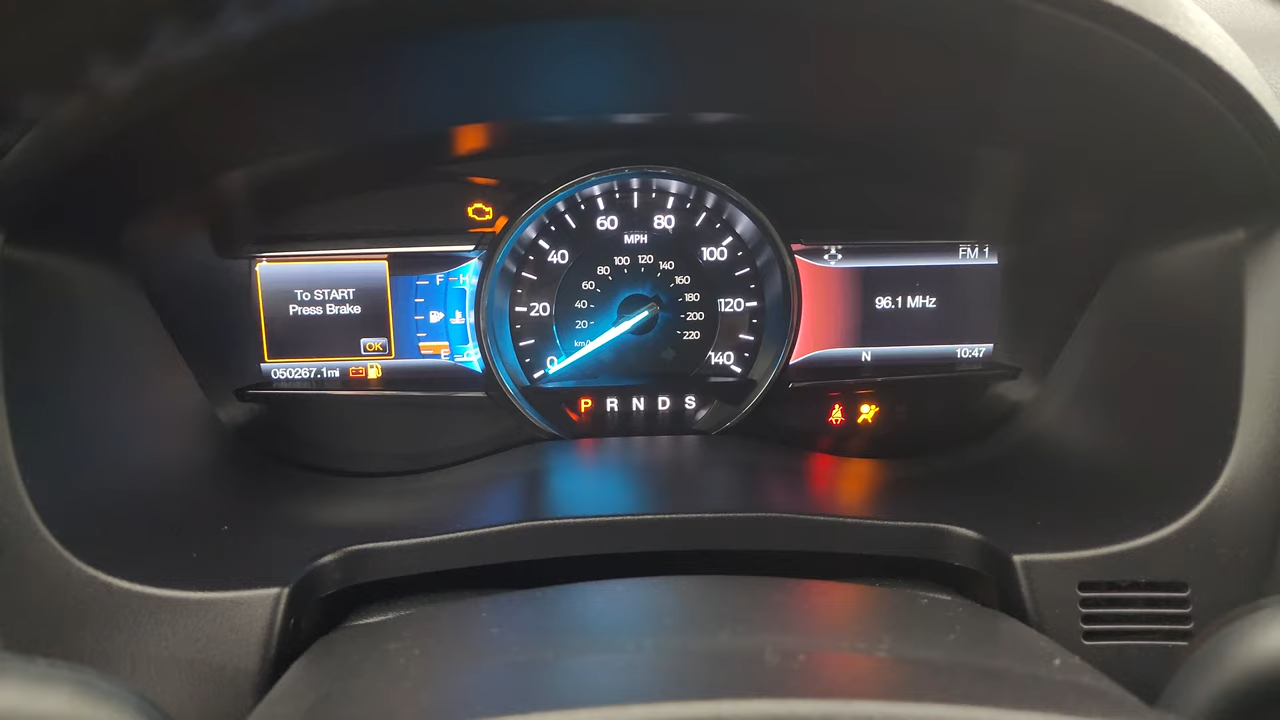 To START
Press Brake
OK
050267.1mi
F
H
E
C
0
20
40
60
80
100
120
140
MPH
20
40
60
80
100
120
140
160
180
200
220
km/h
P R N D S
FM 1
96.1 MHz
N
10:47